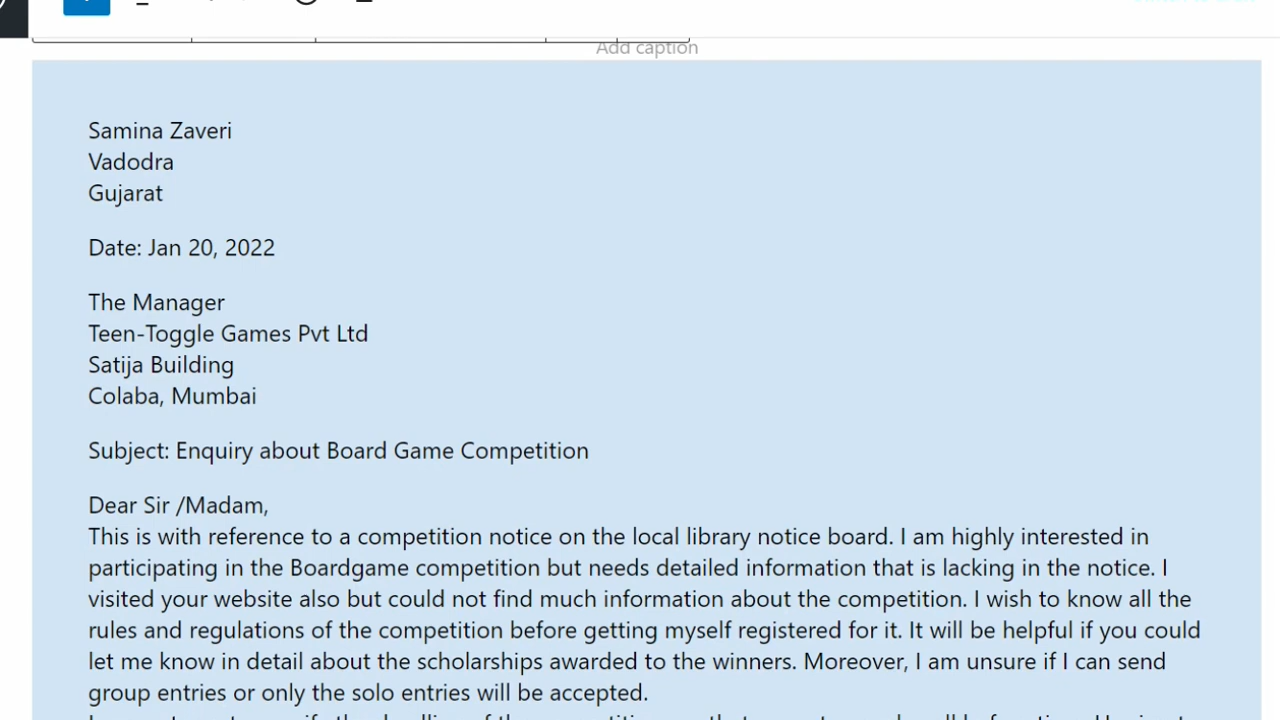 Add caption
Samina Zaveri
Vadodra
Gujarat
Date: Jan 20, 2022
The Manager
Teen-Toggle Games Pvt Ltd
Satija Building
Colaba, Mumbai
Subject: Enquiry about Board Game Competition
Dear Sir /Madam,
This is with reference to a competition notice on the local library notice board. I am highly interested in
participating in the Boardgame competition but needs detailed information that is lacking in the notice. I
visited your website also but could not find much information about the competition. I wish to know all the
rules and regulations of the competition before getting myself registered for it. It will be helpful if you could
let me know in detail about the scholarships awarded to the winners. Moreover, I am unsure if I can send
group entries or only the solo entries will be accepted.